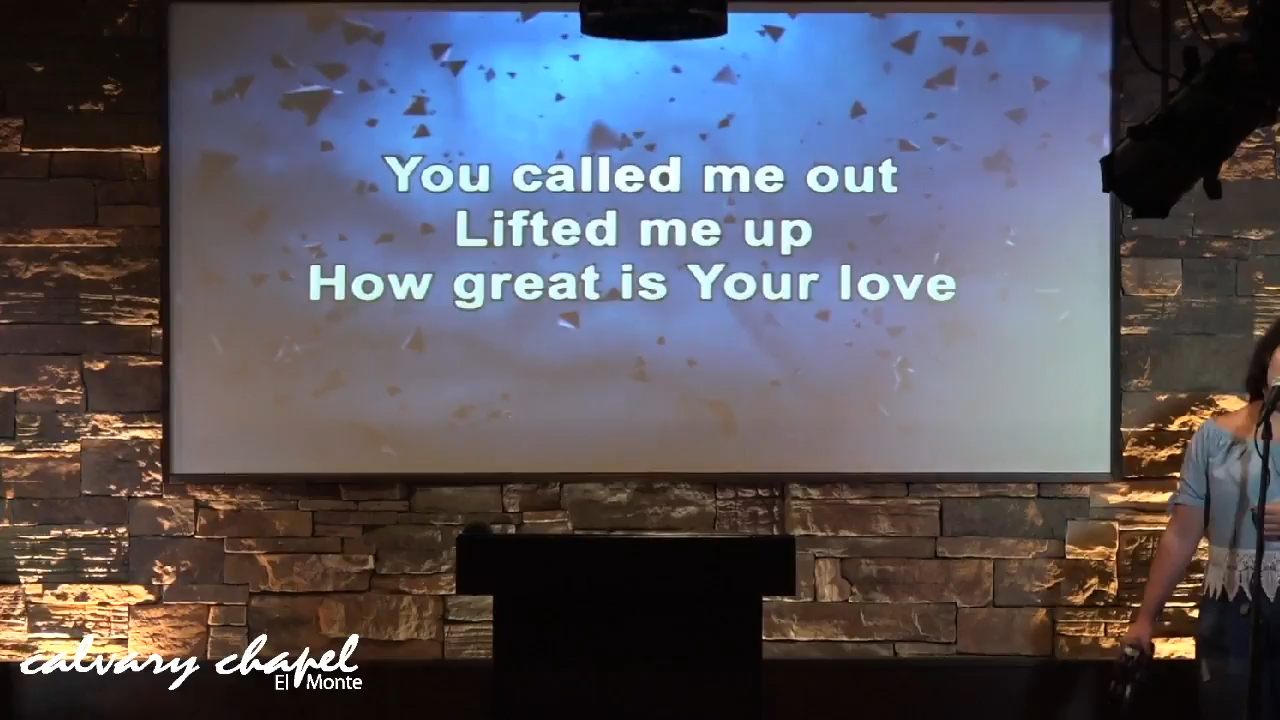 You called me out
Lifted me up
How great is Your love
calvary chapel
El Monte